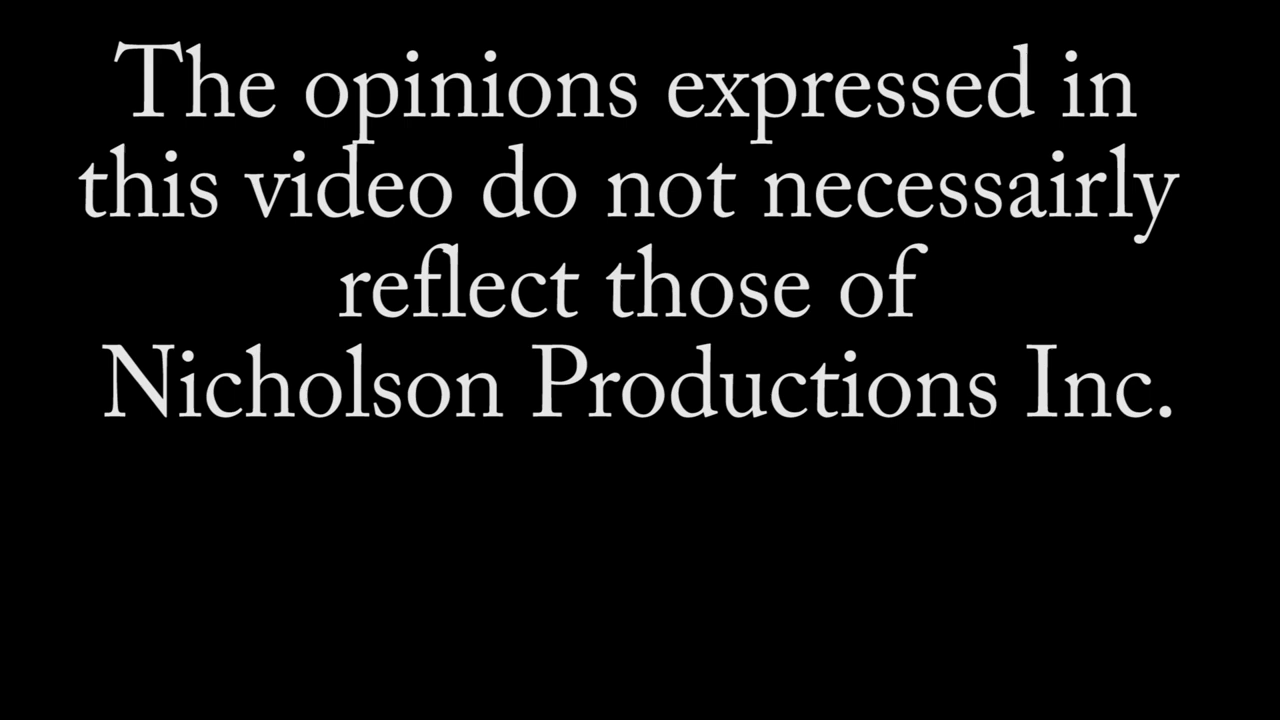 The opinions expressed in
this video do not necessairly
reflect those of
Nicholson Productions Inc.